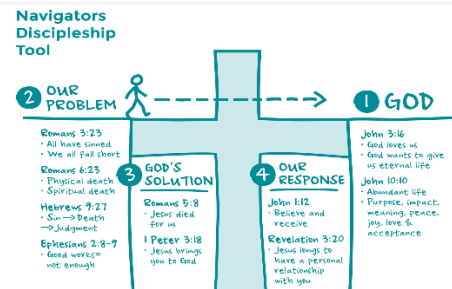 Navigators
Discipleship
Tool
2 OUR
PROBLEM
1 GOD
Romans 3:23
• All have sinned
• We all fall short
Romans 6:23
• Physical death
• Spiritual death
Hebrews 9:27
• Sin → Death
→ Judgment
Ephesians 2:8-9
• Good works=
not enough
3 GOD'S
SOLUTION
Romans 5:8
• Jesus died
for us
1 Peter 3:18
• Jesus brings
you to God
4 OUR
RESPONSE
John 1:12
• Believe and
receive
Revelation 3:20
• Jesus longs to
have a personal
relationship
with you
John 3:16
• God loves us
• God wants to give
us eternal life
John 10:10
• Abundant life
• Purpose, impact,
meaning, peace,
joy, love &
acceptance